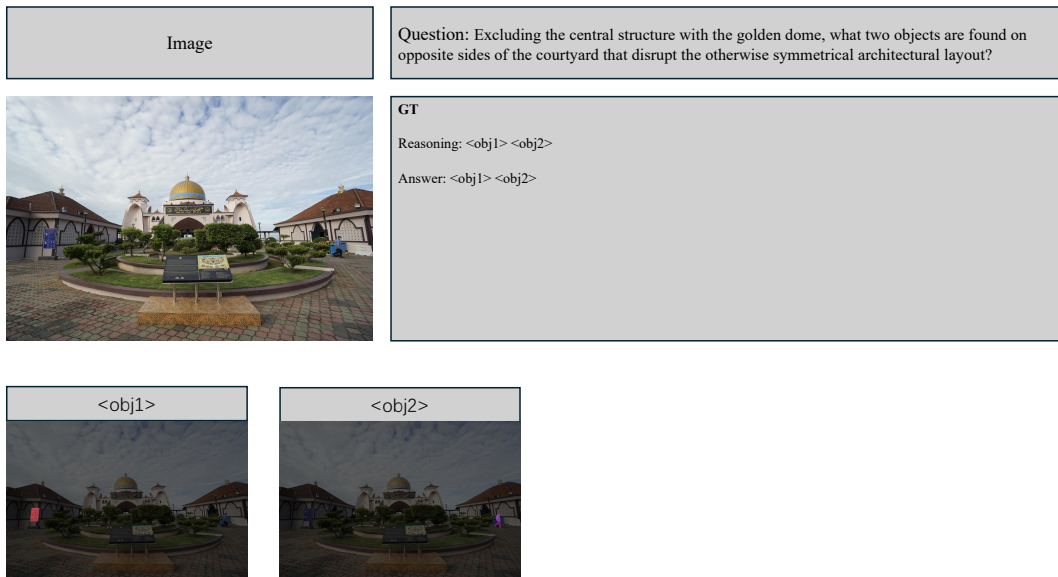 Image
Question: Excluding the central structure with the golden dome, what two objects are found on
opposite sides of the courtyard that disrupt the otherwise symmetrical architectural layout?
GT
Reasoning: <obj1> <obj2>
Answer: <obj1> <obj2>
<obj1>
<obj2>